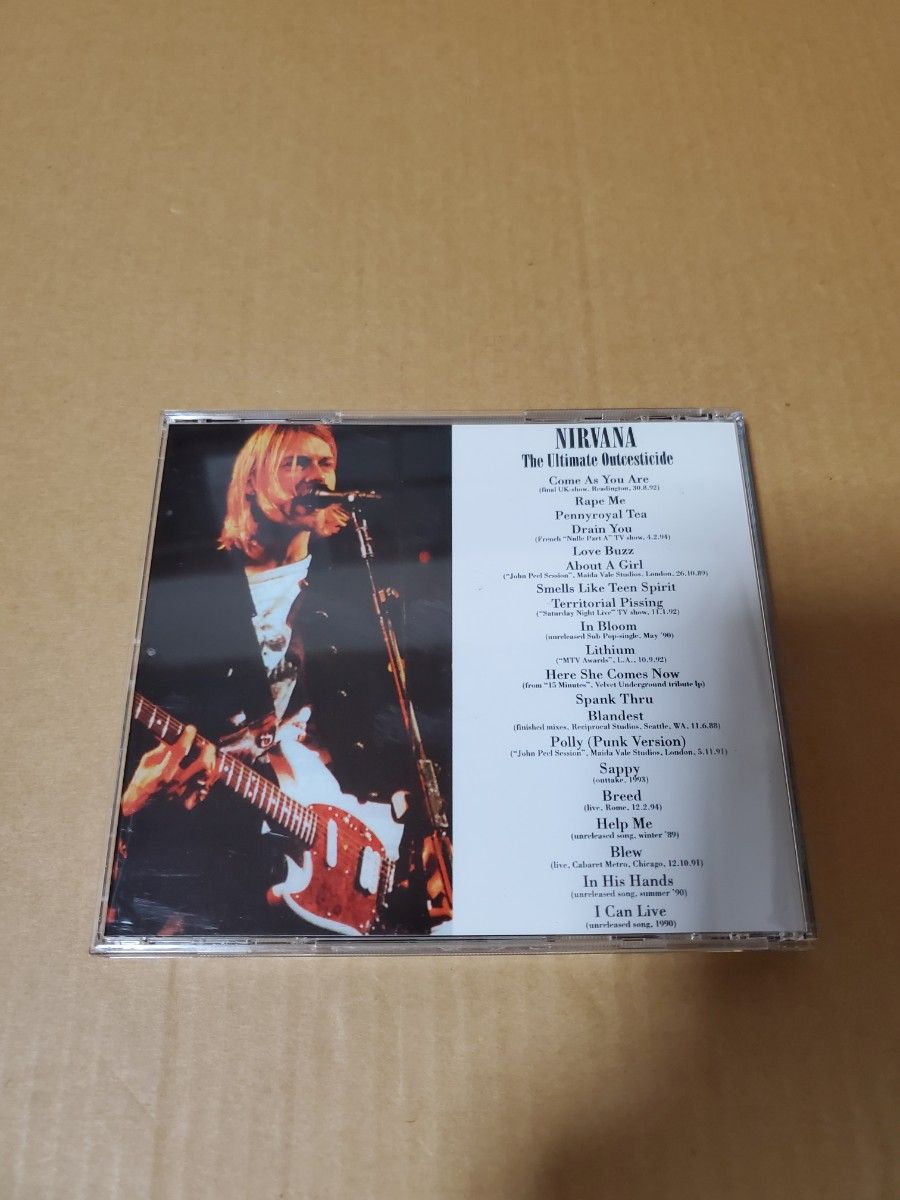 NIRVANA
The Ultimate Outcesticide
Come As You Are
(final UK-show, Readington, 30.8.92)
Rape Me
Pennyroyal Tea
Drain You
(French "Nulle Part A" TV show, 4.2.94)
Love Buzz
About A Girl
("John Peel Session", Maida Vale Studios, London, 26.10.89)
Smells Like Teen Spirit
Territorial Pissing
("Saturday Night Live" TV show, 11.1.92)
In Bloom
(unreleased Sub Pop-single, May '90)
Lithium
("MTV Awards", L.A., 10.9.92)
Here She Comes Now
(from "15 Minutes", Velvet Underground tribute lp)
Spank Thru
Blandest
(finished mixes, Reciprocal Studios, Seattle, WA, 11.6.88)
Polly (Punk Version)
("John Peel Session", Maida Vale Studios, London, 5.11.91)
Sappy
(outtake, 1993)
Breed
(live, Rome, 12.2.94)
Help Me
(unreleased song, winter '89)
Blew
(live, Cabaret Metro, Chicago, 12.10.91)
In His Hands
(unreleased song, summer '90)
I Can Live
(unreleased song, 1990)